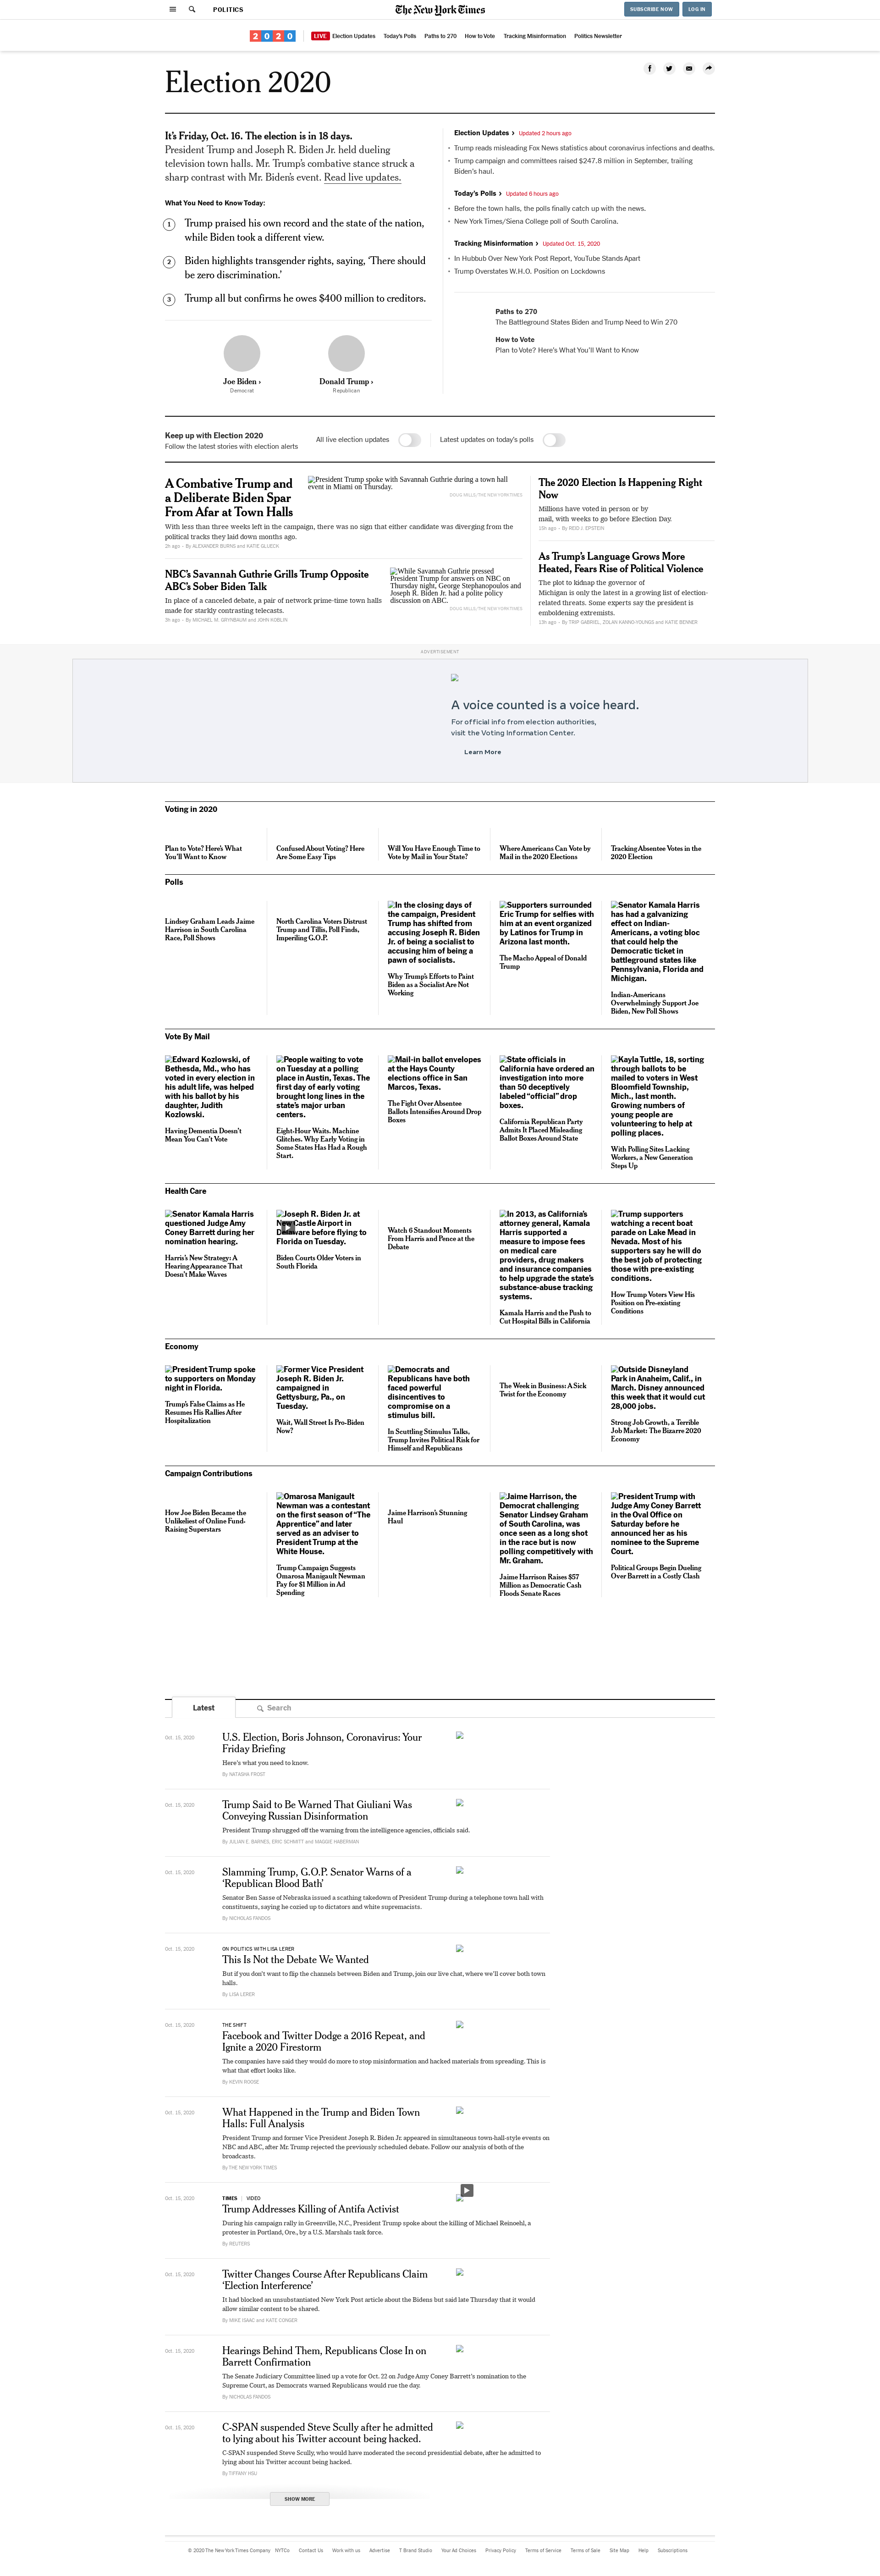 POLITICS
The New York Times
SUBSCRIBE NOW
LOG IN
2020
LIVE Election Updates
Today's Polls
Paths to 270
How to Vote
Tracking Misinformation
Politics Newsletter
Election 2020
It's Friday, Oct. 16. The election is in 18 days.
President Trump and Joseph R. Biden Jr. held dueling
television town halls. Mr. Trump's combative stance struck a
sharp contrast with Mr. Biden's event. Read live updates.
What You Need to Know Today:
1 Trump praised his own record and the state of the nation,
while Biden took a different view.
2 Biden highlights transgender rights, saying, 'There should
be zero discrimination.'
3 Trump all but confirms he owes $400 million to creditors.
Joe Biden ›
Democrat
Donald Trump ›
Republican
Election Updates › Updated 2 hours ago
• Trump reads misleading Fox News statistics about coronavirus infections and deaths.
• Trump campaign and committees raised $247.8 million in September, trailing
Biden's haul.
Today's Polls › Updated 6 hours ago
• Before the town halls, the polls finally catch up with the news.
• New York Times/Siena College poll of South Carolina.
Tracking Misinformation › Updated Oct. 15, 2020
• In Hubbub Over New York Post Report, YouTube Stands Apart
• Trump Overstates W.H.O. Position on Lockdowns
Paths to 270
The Battleground States Biden and Trump Need to Win 270
How to Vote
Plan to Vote? Here's What You'll Want to Know
Keep up with Election 2020
Follow the latest stories with election alerts
All live election updates
Latest updates on today's polls
A Combative Trump and
a Deliberate Biden Spar
From Afar at Town Halls
President Trump spoke with Savannah Guthrie during a town hall
event in Miami on Thursday.
DOUG MILLS/THE NEW YORK TIMES
With less than three weeks left in the campaign, there was no sign that either candidate was diverging from the
political tracks they laid down months ago.
2h ago – By ALEXANDER BURNS and KATIE GLUECK
NBC's Savannah Guthrie Grills Trump Opposite
ABC's Sober Biden Talk
In place of a canceled debate, a pair of network prime-time town halls
made for starkly contrasting telecasts.
3h ago – By MICHAEL M. GRYNBAUM and JOHN KOBLIN
While Savannah Guthrie pressed
President Trump for answers on NBC on
Thursday night, George Stephanopoulos and
Joseph R. Biden Jr. had a polite policy
discussion on ABC.
DOUG MILLS/THE NEW YORK TIMES
The 2020 Election Is Happening Right
Now
Millions have voted in person or by
mail, with weeks to go before Election Day.
15h ago – By REID J. EPSTEIN
As Trump's Language Grows More
Heated, Fears Rise of Political Violence
The plot to kidnap the governor of
Michigan is only the latest in a growing list of election-
related threats. Some experts say the president is
emboldening extremists.
13h ago – By TRIP GABRIEL, ZOLAN KANNO-YOUNGS and KATIE BENNER
ADVERTISEMENT
A voice counted is a voice heard.
For official info from election authorities,
visit the Voting Information Center.
Learn More
Voting in 2020
Plan to Vote? Here's What
You'll Want to Know
Confused About Voting? Here
Are Some Easy Tips
Will You Have Enough Time to
Vote by Mail in Your State?
Where Americans Can Vote by
Mail in the 2020 Elections
Tracking Absentee Votes in the
2020 Election
Polls
Lindsey Graham Leads Jaime
Harrison in South Carolina
Race, Poll Shows
North Carolina Voters Distrust
Trump and Tillis, Poll Finds,
Imperiling G.O.P.
In the closing days of
the campaign, President
Trump has shifted from
accusing Joseph R. Biden
Jr. of being a socialist to
accusing him of being a
pawn of socialists.
Why Trump's Efforts to Paint
Biden as a Socialist Are Not
Working
Supporters surrounded
Eric Trump for selfies with
him at an event organized
by Latinos for Trump in
Arizona last month.
The Macho Appeal of Donald
Trump
Senator Kamala Harris
has had a galvanizing
effect on Indian-
Americans, a voting bloc
that could help the
Democratic ticket in
battleground states like
Pennsylvania, Florida and
Michigan.
Indian-Americans
Overwhelmingly Support Joe
Biden, New Poll Shows
Vote By Mail
Edward Kozlowski, of
Bethesda, Md., who has
voted in every election in
his adult life, was helped
with his ballot by his
daughter, Judith
Kozlowski.
Having Dementia Doesn't
Mean You Can't Vote
People waiting to vote
on Tuesday at a polling
place in Austin, Texas. The
first day of early voting
brought long lines in the
state's major urban
centers.
Eight-Hour Waits. Machine
Glitches. Why Early Voting in
Some States Has Had a Rough
Start.
Mail-in ballot envelopes
at the Hays County
elections office in San
Marcos, Texas.
The Fight Over Absentee
Ballots Intensifies Around Drop
Boxes
State officials in
California have ordered an
investigation into more
than 50 deceptively
labeled “official” drop
boxes.
California Republican Party
Admits It Placed Misleading
Ballot Boxes Around State
Kayla Tuttle, 18, sorting
through ballots to be
mailed to voters in West
Bloomfield Township,
Mich., last month.
Growing numbers of
young people are
volunteering to help at
polling places.
With Polling Sites Lacking
Workers, a New Generation
Steps Up
Health Care
Senator Kamala Harris
questioned Judge Amy
Coney Barrett during her
nomination hearing.
Harris's New Strategy: A
Hearing Appearance That
Doesn't Make Waves
Joseph R. Biden Jr. at
New Castle Airport in
Delaware before flying to
Florida on Tuesday.
Biden Courts Older Voters in
South Florida
Watch 6 Standout Moments
From Harris and Pence at the
Debate
In 2013, as California's
attorney general, Kamala
Harris supported a
measure to impose fees
on medical care
providers, drug makers
and insurance companies
to help upgrade the state's
substance-abuse tracking
systems.
Kamala Harris and the Push to
Cut Hospital Bills in California
Trump supporters
watching a recent boat
parade on Lake Mead in
Nevada. Most of his
supporters say he will do
the best job of protecting
those with pre-existing
conditions.
How Trump Voters View His
Position on Pre-existing
Conditions
Economy
President Trump spoke
to supporters on Monday
night in Florida.
Trump's False Claims as He
Resumes His Rallies After
Hospitalization
Former Vice President
Joseph R. Biden Jr.
campaigned in
Gettysburg, Pa., on
Tuesday.
Wait, Wall Street Is Pro-Biden
Now?
Democrats and
Republicans have both
faced powerful
disincentives to
compromise on a
stimulus bill.
In Scuttling Stimulus Talks,
Trump Invites Political Risk for
Himself and Republicans
The Week in Business: A Sick
Twist for the Economy
Outside Disneyland
Park in Anaheim, Calif., in
March. Disney announced
this week that it would cut
28,000 jobs.
Strong Job Growth, a Terrible
Job Market: The Bizarre 2020
Economy
Campaign Contributions
How Joe Biden Became the
Unlikeliest of Online Fund-
Raising Superstars
Omarosa Manigault
Newman was a contestant
on the first season of “The
Apprentice” and later
served as an adviser to
President Trump at the
White House.
Trump Campaign Suggests
Omarosa Manigault Newman
Pay for $1 Million in Ad
Spending
Jaime Harrison's Stunning
Haul
Jaime Harrison, the
Democrat challenging
Senator Lindsey Graham
of South Carolina, was
once seen as a long shot
in the race but is now
polling competitively with
Mr. Graham.
Jaime Harrison Raises $57
Million as Democratic Cash
Floods Senate Races
President Trump with
Judge Amy Coney Barrett
in the Oval Office on
Saturday before he
announced her as his
nominee to the Supreme
Court.
Political Groups Begin Dueling
Over Barrett in a Costly Clash
Latest
Search
Oct. 15, 2020
U.S. Election, Boris Johnson, Coronavirus: Your
Friday Briefing
Here's what you need to know.
By NATASHA FROST
Oct. 15, 2020
Trump Said to Be Warned That Giuliani Was
Conveying Russian Disinformation
President Trump shrugged off the warning from the intelligence agencies, officials said.
By JULIAN E. BARNES, ERIC SCHMITT and MAGGIE HABERMAN
Oct. 15, 2020
Slamming Trump, G.O.P. Senator Warns of a
'Republican Blood Bath'
Senator Ben Sasse of Nebraska issued a scathing takedown of President Trump during a telephone town hall with
constituents, saying he cozied up to dictators and white supremacists.
By NICHOLAS FANDOS
Oct. 15, 2020
ON POLITICS WITH LISA LERER
This Is Not the Debate We Wanted
But if you don't want to flip the channels between Biden and Trump, join our live chat, where we'll cover both town
halls.
By LISA LERER
Oct. 15, 2020
THE SHIFT
Facebook and Twitter Dodge a 2016 Repeat, and
Ignite a 2020 Firestorm
The companies have said they would do more to stop misinformation and hacked materials from spreading. This is
what that effort looks like.
By KEVIN ROOSE
Oct. 15, 2020
What Happened in the Trump and Biden Town
Halls: Full Analysis
President Trump and former Vice President Joseph R. Biden Jr. appeared in simultaneous town-hall-style events on
NBC and ABC, after Mr. Trump rejected the previously scheduled debate. Follow our analysis of both of the
broadcasts.
By THE NEW YORK TIMES
Oct. 15, 2020
TIMES | VIDEO
Trump Addresses Killing of Antifa Activist
During his campaign rally in Greenville, N.C., President Trump spoke about the killing of Michael Reinoehl, a
protester in Portland, Ore., by a U.S. Marshals task force.
By REUTERS
Oct. 15, 2020
Twitter Changes Course After Republicans Claim
'Election Interference'
It had blocked an unsubstantiated New York Post article about the Bidens but said late Thursday that it would
allow similar content to be shared.
By MIKE ISAAC and KATE CONGER
Oct. 15, 2020
Hearings Behind Them, Republicans Close In on
Barrett Confirmation
The Senate Judiciary Committee lined up a vote for Oct. 22 on Judge Amy Coney Barrett's nomination to the
Supreme Court, as Democrats warned Republicans would rue the day.
By NICHOLAS FANDOS
Oct. 15, 2020
C-SPAN suspended Steve Scully after he admitted
to lying about his Twitter account being hacked.
C-SPAN suspended Steve Scully, who would have moderated the second presidential debate, after he admitted to
lying about his Twitter account being hacked.
By TIFFANY HSU
SHOW MORE
© 2020 The New York Times Company
NYTCo
Contact Us
Work with us
Advertise
T Brand Studio
Your Ad Choices
Privacy Policy
Terms of Service
Terms of Sale
Site Map
Help
Subscriptions